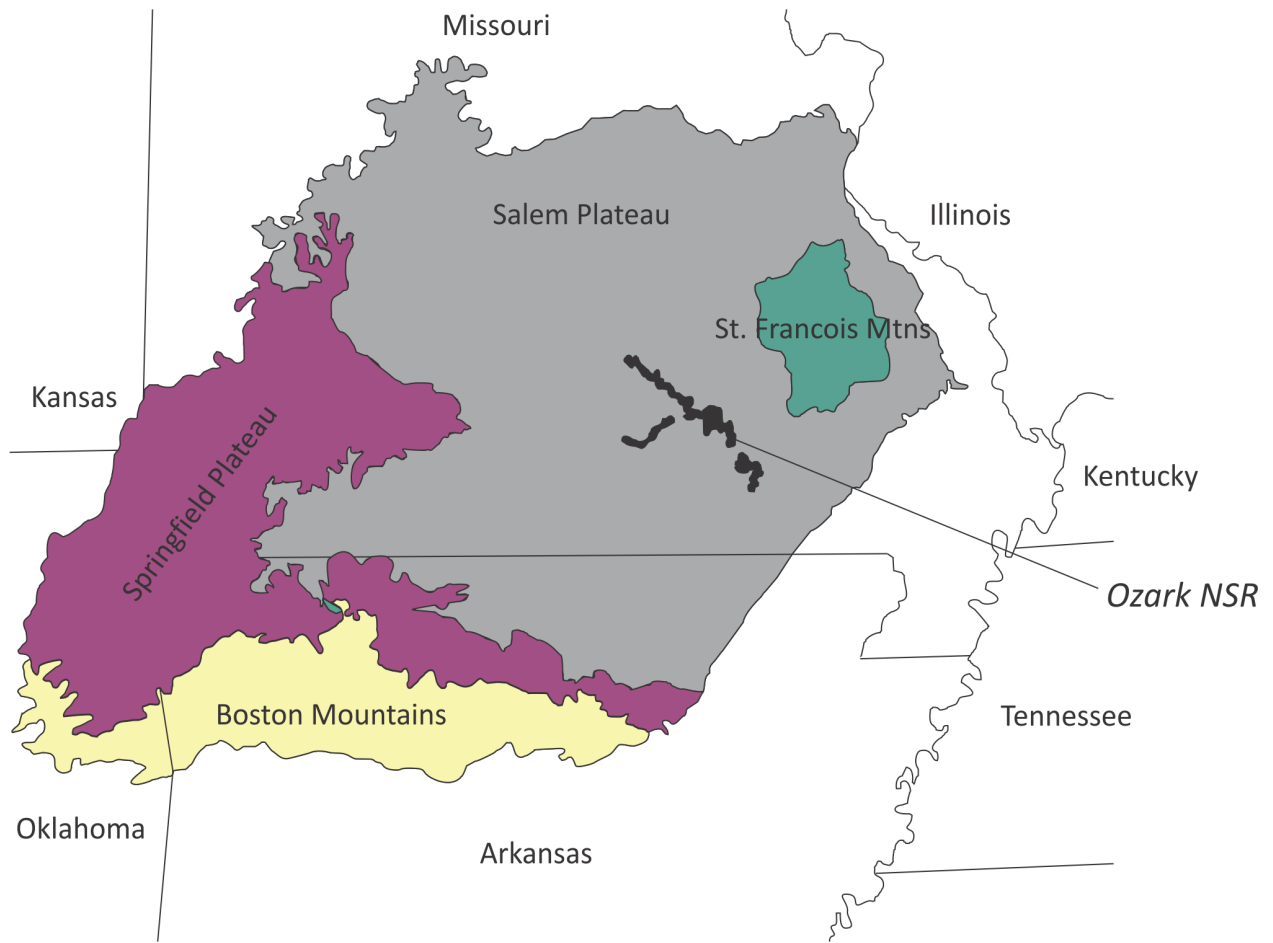 Missouri
Salem Plateau
Illinois
St. Francois Mtns
Kansas
Springfield Plateau
Kentucky
Ozark NSR
Boston Mountains
Tennessee
Oklahoma
Arkansas